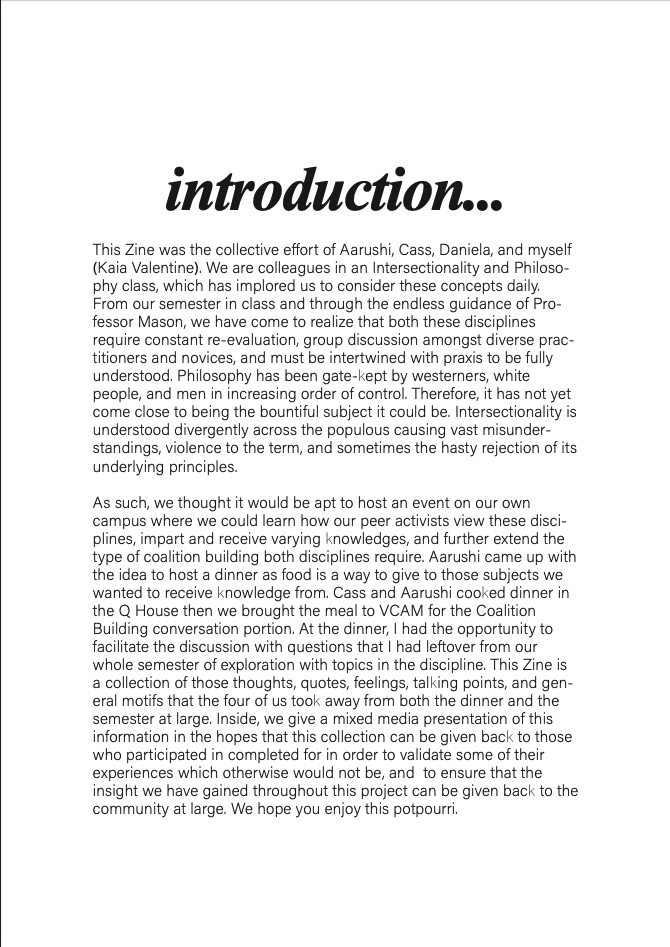 introduction...
This Zine was the collective effort of Aarushi, Cass, Daniela, and myself
(Kaia Valentine). We are colleagues in an Intersectionality and Philoso-
phy class, which has implored us to consider these concepts daily.
From our semester in class and through the endless guidance of Pro-
fessor Mason, we have come to realize that both these disciplines
require constant re-evaluation, group discussion amongst diverse prac-
titioners and novices, and must be intertwined with praxis to be fully
understood. Philosophy has been gate-kept by westerners, white
people, and men in increasing order of control. Therefore, it has not yet
come close to being the bountiful subject it could be. Intersectionality is
understood divergently across the populous causing vast misunder-
standings, violence to the term, and sometimes the hasty rejection of its
underlying principles.
As such, we thought it would be apt to host an event on our own
campus where we could learn how our peer activists view these disci-
plines, impart and receive varying knowledges, and further extend the
type of coalition building both disciplines require. Aarushi came up with
the idea to host a dinner as food is a way to give to those subjects we
wanted to receive knowledge from. Cass and Aarushi cooked dinner in
the Q House then we brought the meal to VCAM for the Coalition
Building conversation portion. At the dinner, I had the opportunity to
facilitate the discussion with questions that I had leftover from our
whole semester of exploration with topics in the discipline. This Zine is
a collection of those thoughts, quotes, feelings, talking points, and gen-
eral motifs that the four of us took away from both the dinner and the
semester at large. Inside, we give a mixed media presentation of this
information in the hopes that this collection can be given back to those
who participated in completed for in order to validate some of their
experiences which otherwise would not be, and  to ensure that the
insight we have gained throughout this project can be given back to the
community at large. We hope you enjoy this potpourri.